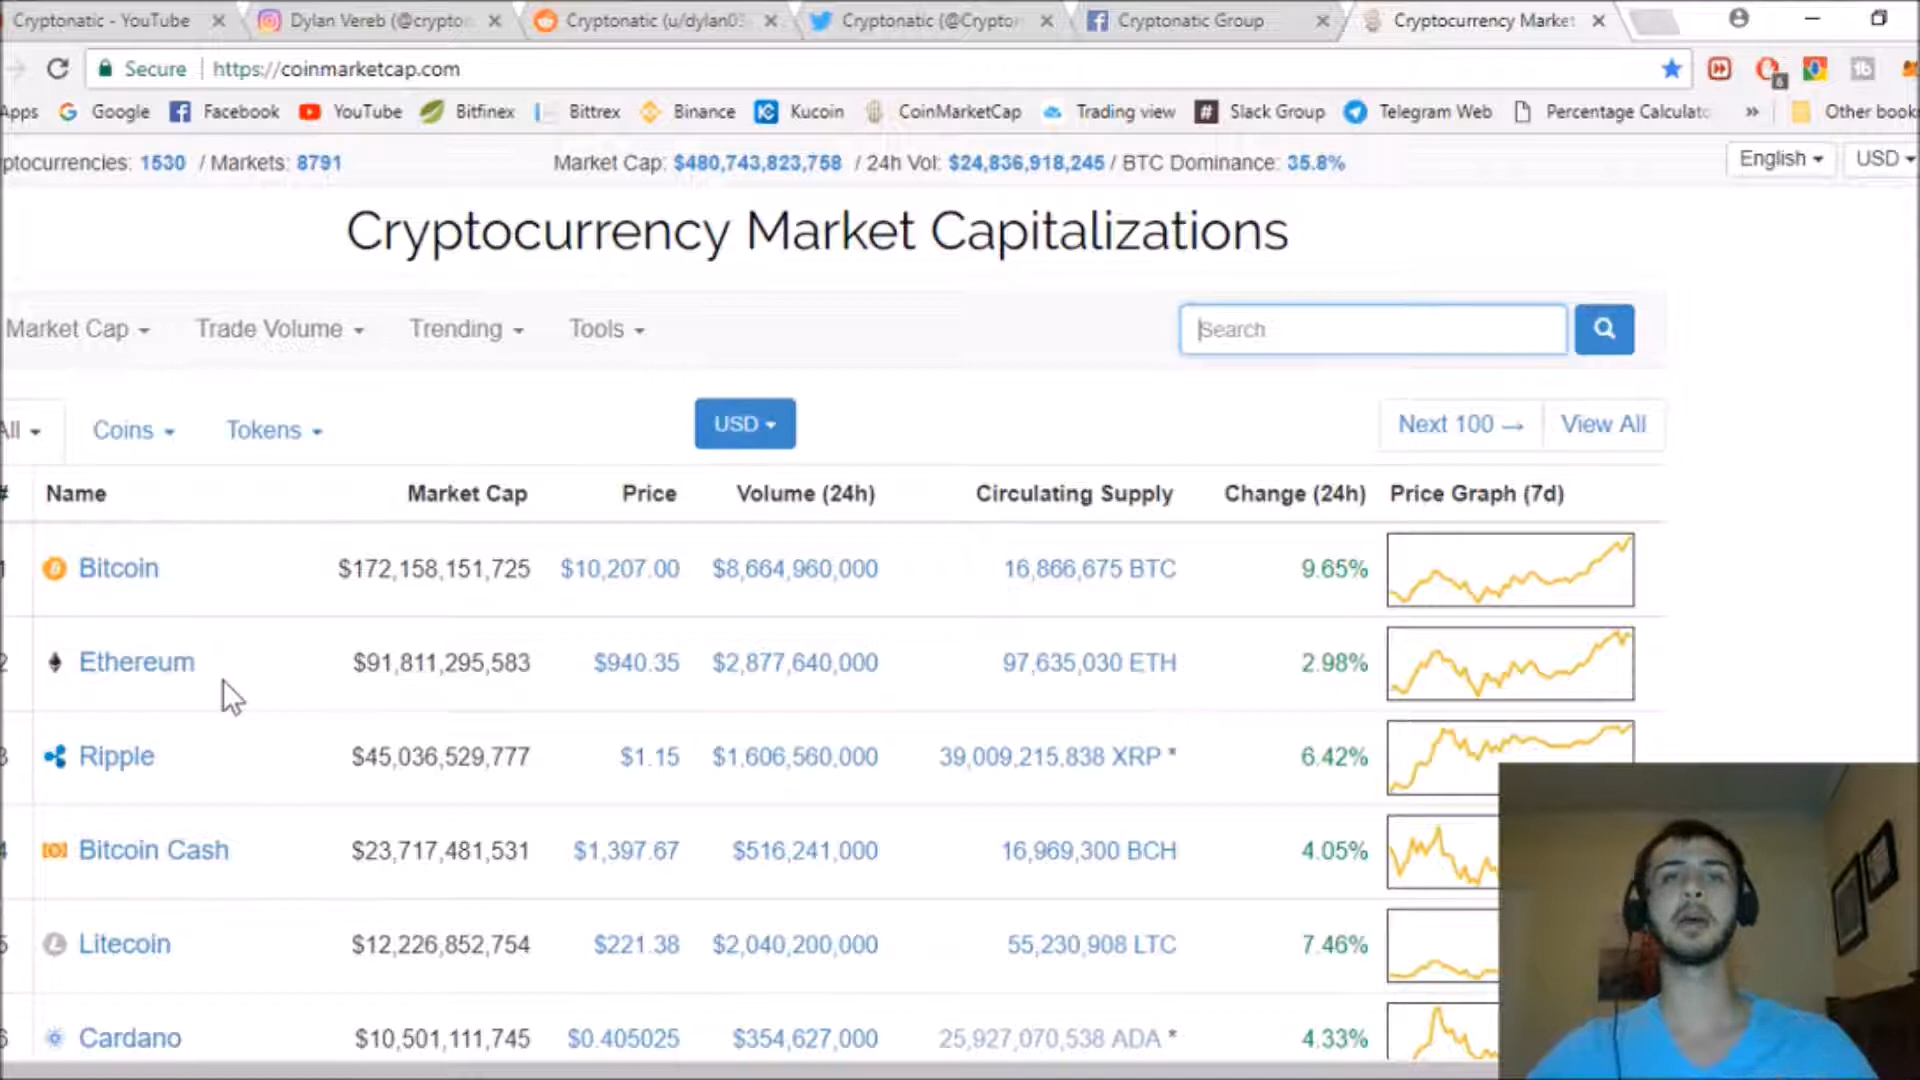 Cryptonatic - YouTube
Dylan Vereb (@crypto
Cryptonatic (u/dylan03
Cryptonatic (@Crypto
Cryptonatic Group
Cryptocurrency Market
Secure https://coinmarketcap.com
Apps Google Facebook YouTube Bitfinex Bittrex Binance Kucoin CoinMarketCap Trading view Slack Group Telegram Web Percentage Calculato » Other book
ptocurrencies: 1530 / Markets: 8791 Market Cap: $480,743,823,758 / 24h Vol: $24,836,918,245 / BTC Dominance: 35.8% English USD
Cryptocurrency Market Capitalizations
Market Cap Trade Volume Trending Tools Search
All Coins Tokens USD Next 100 → View All
# Name Market Cap Price Volume (24h) Circulating Supply Change (24h) Price Graph (7d)
1 Bitcoin $172,158,151,725 $10,207.00 $8,664,960,000 16,866,675 BTC 9.65%
2 Ethereum $91,811,295,583 $940.35 $2,877,640,000 97,635,030 ETH 2.98%
3 Ripple $45,036,529,777 $1.15 $1,606,560,000 39,009,215,838 XRP * 6.42%
4 Bitcoin Cash $23,717,481,531 $1,397.67 $516,241,000 16,969,300 BCH 4.05%
5 Litecoin $12,226,852,754 $221.38 $2,040,200,000 55,230,908 LTC 7.46%
6 Cardano $10,501,111,745 $0.405025 $354,627,000 25,927,070,538 ADA * 4.33%